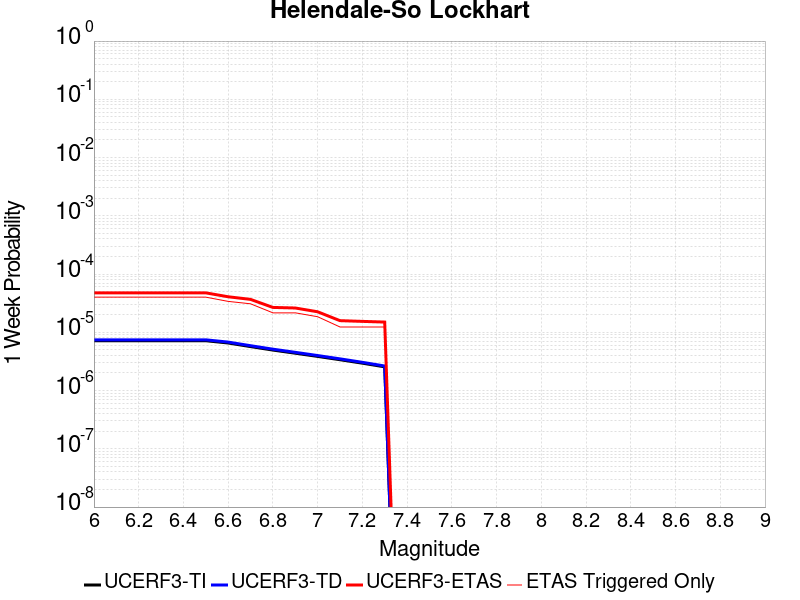 Helendale-So Lockhart
10^0
10^-1
10^-2
10^-3
10^-4
10^-5
10^-6
10^-7
10^-8
1 Week Probability
6 6.2 6.4 6.6 6.8 7 7.2 7.4 7.6 7.8 8 8.2 8.4 8.6 8.8 9
Magnitude
UCERF3-TI UCERF3-TD UCERF3-ETAS ETAS Triggered Only